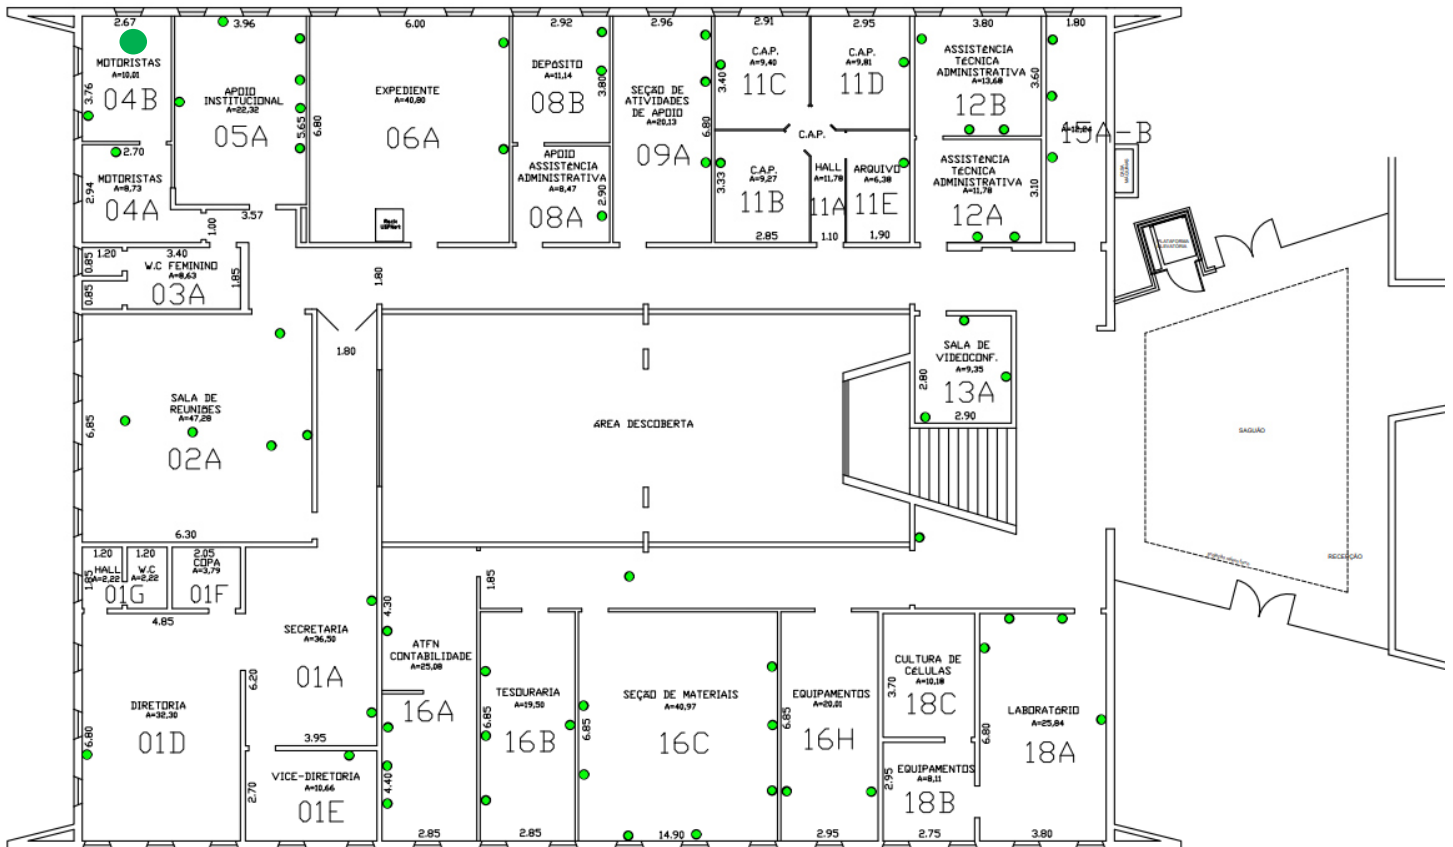 2.67
3.96
6.00
2.92
2.96
2.91
2.95
3.80
1.80
MOTORISTAS
A=10,01
04B
3.76
APOIO
INSTITUCIONAL
A=22,32
05A
5.65
6.80
EXPEDIENTE
A=40,80
06A
DEPÓSITO
A=11,14
08B
3.80
SEÇÃO DE
ATIVIDADES
DE APOIO
A=20,13
09A
6.80
3.40
C.A.P.
A=9,40
11C
C.A.P.
A=9,81
11D
ASSISTÊNCIA
TÉCNICA
ADMINISTRATIVA
A=13,68
12B
3.60
15A-B
2.70
MOTORISTAS
A=8,73
04A
2.94
3.57
1.00
APOIO
ASSISTÊNCIA
ADMINISTRATIVA
A=8,47
08A
2.90
C.A.P.
3.33
C.A.P.
A=9,27
11B
2.85
HALL
A=11,78
11A
1.10
ARQUIVO
A=6,38
11E
1,90
ASSISTÊNCIA
TÉCNICA
ADMINISTRATIVA
A=11,78
12A
3.10
PLATAFORMA
ELEVATÓRIA
0.85
1.20
3.40
W.C FEMININO
A=8,63
03A
1.85
0.85
1.80
1.80
SALA DE
REUNIÕES
A=47,28
02A
6,85
6.30
ÁREA DESCOBERTA
SALA DE
VIDEOCONF.
A=9,35
13A
2.80
2.90
SAGUÃO
RECEPÇÃO
1.20
HALL
A=2,22
01G
1.85
1.20
W.C
A=2,22
2.05
COPA
A=3,79
01F
4.85
DIRETORIA
A=32,30
01D
6.80
6.20
SECRETARIA
A=36,50
01A
3.95
VICE-DIRETORIA
A=10,66
01E
2.70
4.30
ATFN
CONTABILIDADE
A=25,08
16A
4.40
2.85
1.85
TESOURARIA
A=19,50
16B
6.85
2.85
SEÇÃO DE MATERIAIS
A=40,97
16C
6.85
14.90
EQUIPAMENTOS
A=20,01
16H
6.85
2.95
CULTURA DE
CÉLULAS
A=10,18
18C
3.70
EQUIPAMENTOS
A=8,11
18B
2.95
2.75
LABORATÓRIO
A=25,84
18A
6.80
3.80